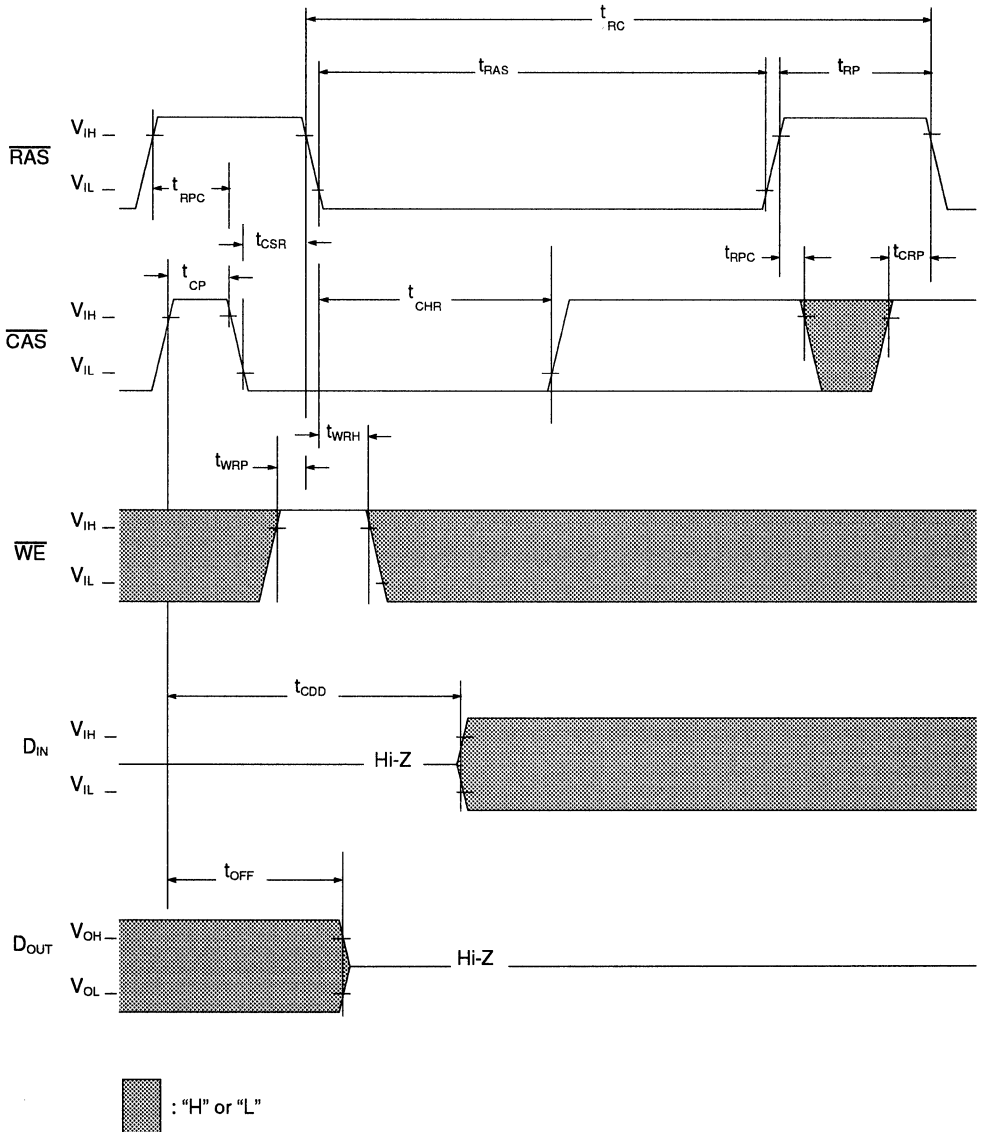 tRC
tRAS
tRP
RAS
VIH
VIL
tRPC
tCSR
tRPC
tCRP
tCP
tCHR
CAS
VIH
VIL
tWRH
tWRP
WE
VIH
VIL
tCDD
DIN
VIH
Hi-Z
VIL
tOFF
DOUT
VOH
Hi-Z
VOL
: “H” or “L”